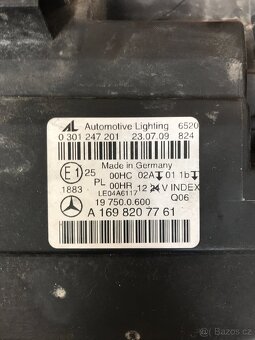 AL Automotive Lighting 6520
0 301 247 201 23.07.09 824
Made in Germany
E1 25 00HC 02A 01 1b
PL 00HR 12 24 V INDEX
1883 LE04A6117 Q06
19 750.0.600
A 169 820 77 61
bazos.cz